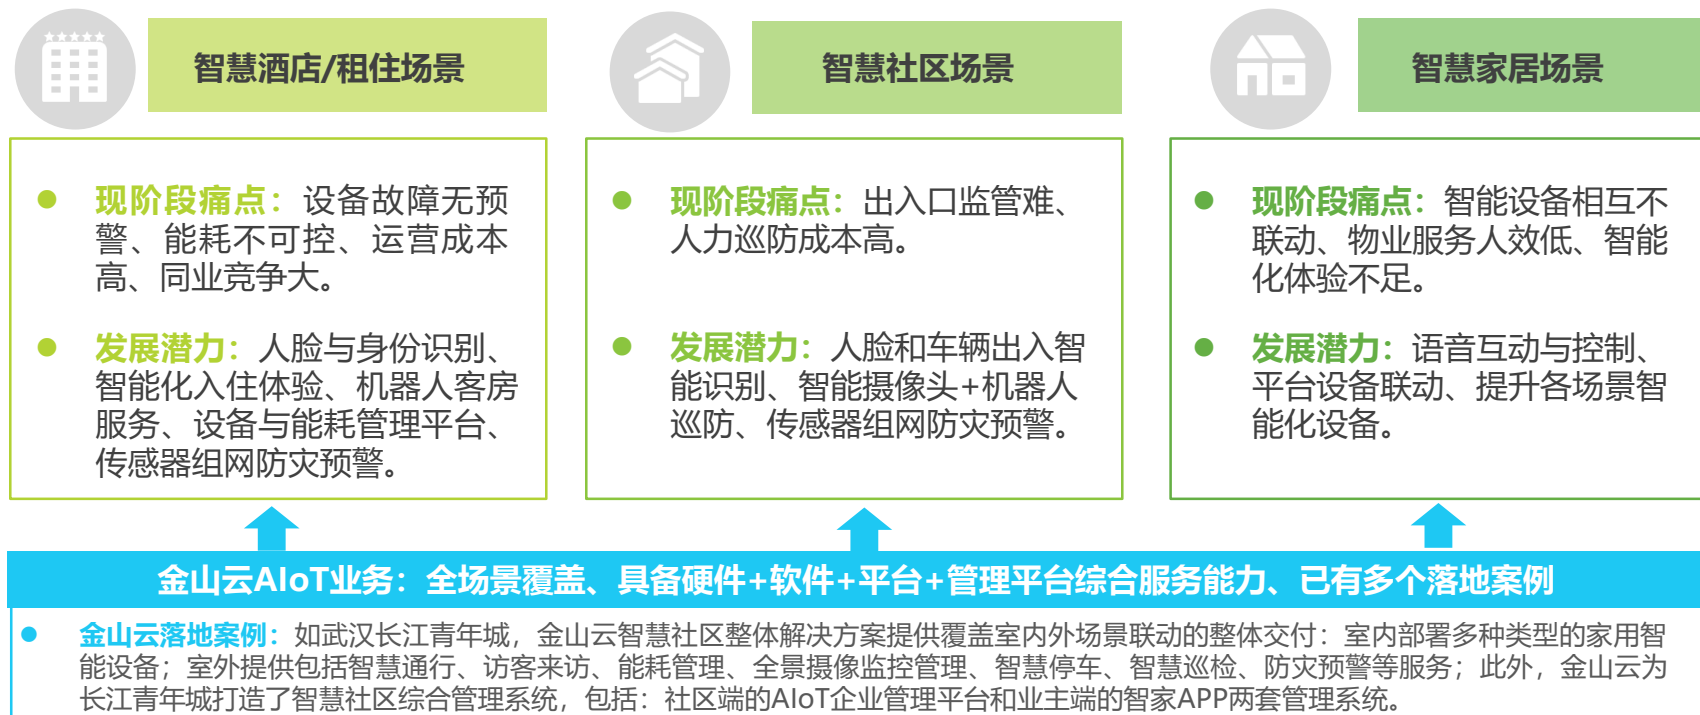 智慧酒店/租住场景
现阶段痛点：设备故障无预
警、能耗不可控、运营成本
高、同业竞争大。
发展潜力：人脸与身份识别、
智能化入住体验、机器人客房
服务、设备与能耗管理平台、
传感器组网防灾预警。
智慧社区场景
现阶段痛点：出入口监管难、
人力巡防成本高。
发展潜力：人脸和车辆出入智
能识别、智能摄像头+机器人
巡防、传感器组网防灾预警。
智慧家居场景
现阶段痛点：智能设备相互不
联动、物业服务人效低、智能
化体验不足。
发展潜力：语音互动与控制、
平台设备联动、提升各场景智
能化设备。
金山云AIoT业务：全场景覆盖、具备硬件+软件+平台+管理平台综合服务能力、已有多个落地案例
金山云落地案例：如武汉长江青年城，金山云智慧社区整体解决方案提供覆盖室内外场景联动的整体交付：室内部署多种类型的家用智
能设备；室外提供包括智慧通行、访客来访、能耗管理、全景摄像监控管理、智慧停车、智慧巡检、防灾预警等服务；此外，金山云为
长江青年城打造了智慧社区综合管理系统，包括：社区端的AIoT企业管理平台和业主端的智家APP两套管理系统。